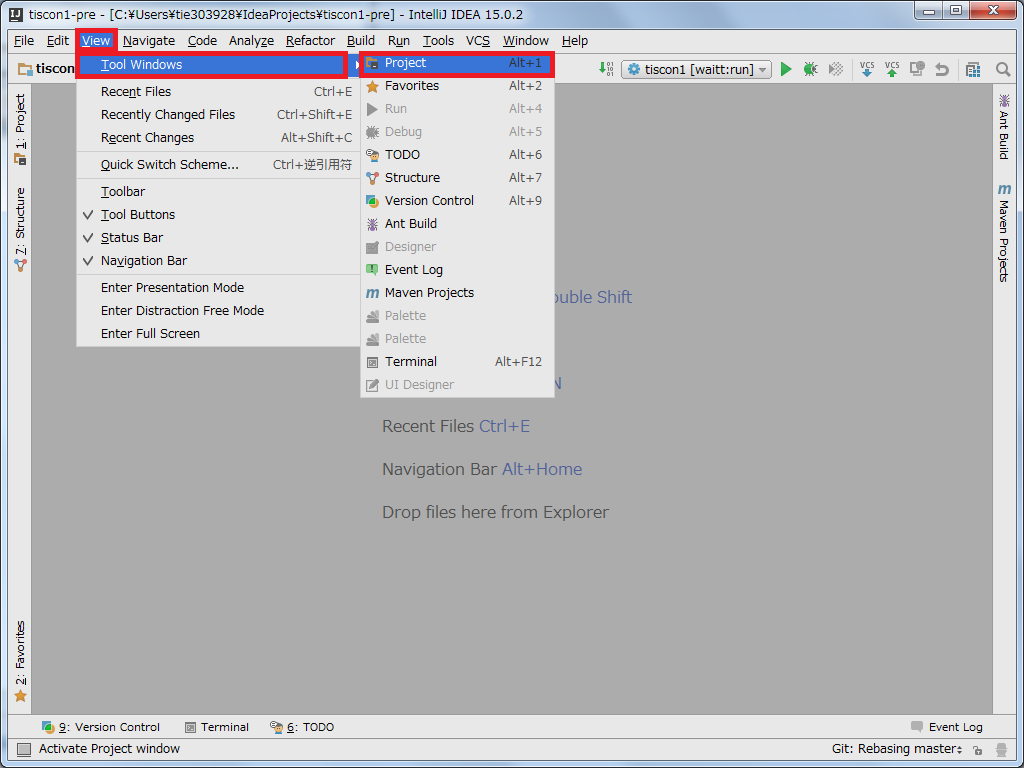 tiscon1-pre - [C:¥Users¥tie303928¥IdeaProjects¥tiscon1-pre] - IntelliJ IDEA 15.0.2
File Edit View Navigate Code Analyze Refactor Build Run Tools VCS Window Help
tiscon
tiscon1 [waitt:run]
VCS
VCS
Tool Windows
Recent Files Ctrl+E
Recently Changed Files Ctrl+Shift+E
Recent Changes Alt+Shift+C
Quick Switch Scheme... Ctrl+逆引用符
Toolbar
Tool Buttons
Status Bar
Navigation Bar
Enter Presentation Mode
Enter Distraction Free Mode
Enter Full Screen
Project Alt+1
Favorites Alt+2
Run Alt+4
Debug Alt+5
TODO Alt+6
Structure Alt+7
Version Control Alt+9
Ant Build
Designer
Event Log
Maven Projects
Palette
Palette
Terminal Alt+F12
UI Designer
1: Project
7: Structure
2: Favorites
Ant Build
Maven Projects
Double Shift
N
Recent Files Ctrl+E
Navigation Bar Alt+Home
Drop files here from Explorer
9: Version Control Terminal 6: TODO Event Log
Activate Project window Git: Rebasing master